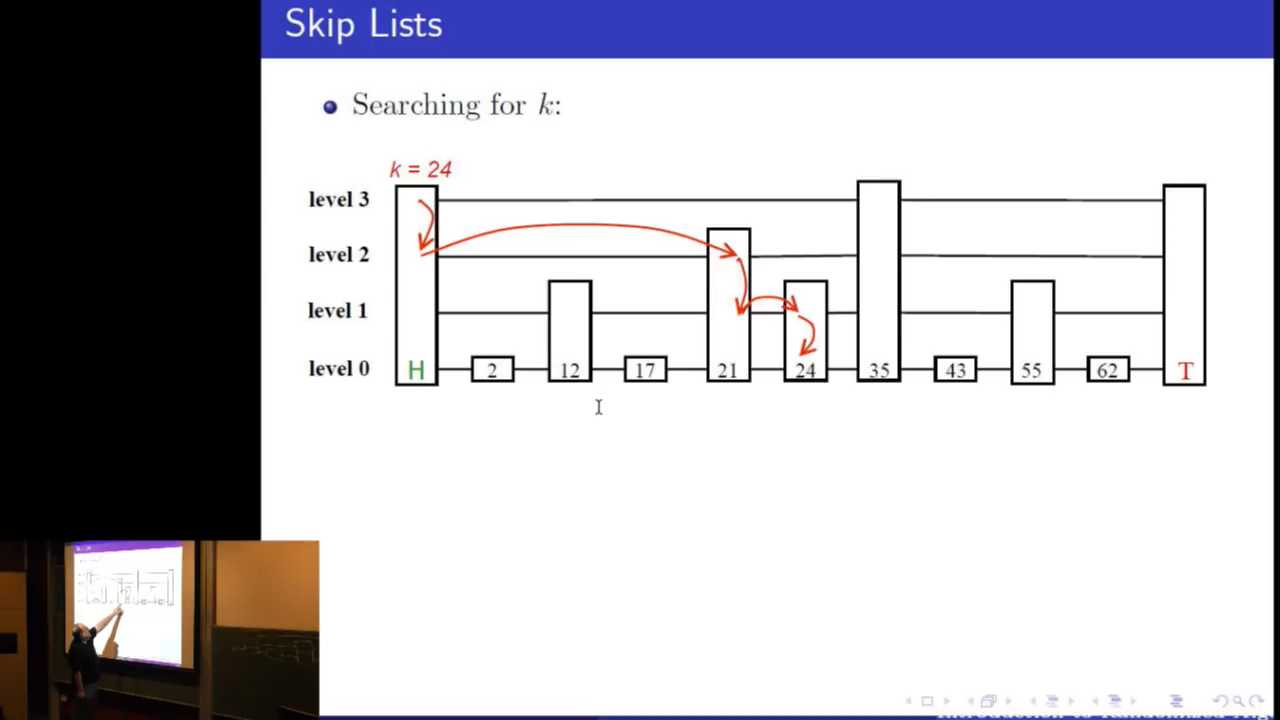 Skip Lists
Searching for k:
k = 24
level 3
level 2
level 1
level 0 H 2 12 17 21 24 35 43 55 62 T